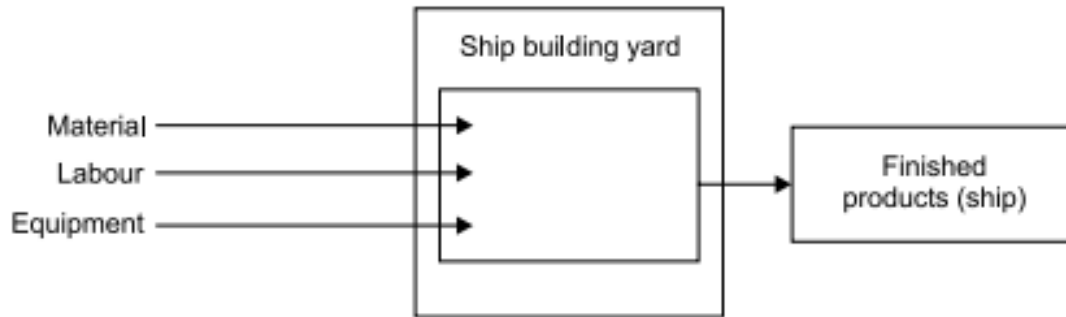 Ship building yard
Material
Labour
Equipment
Finished
products (ship)